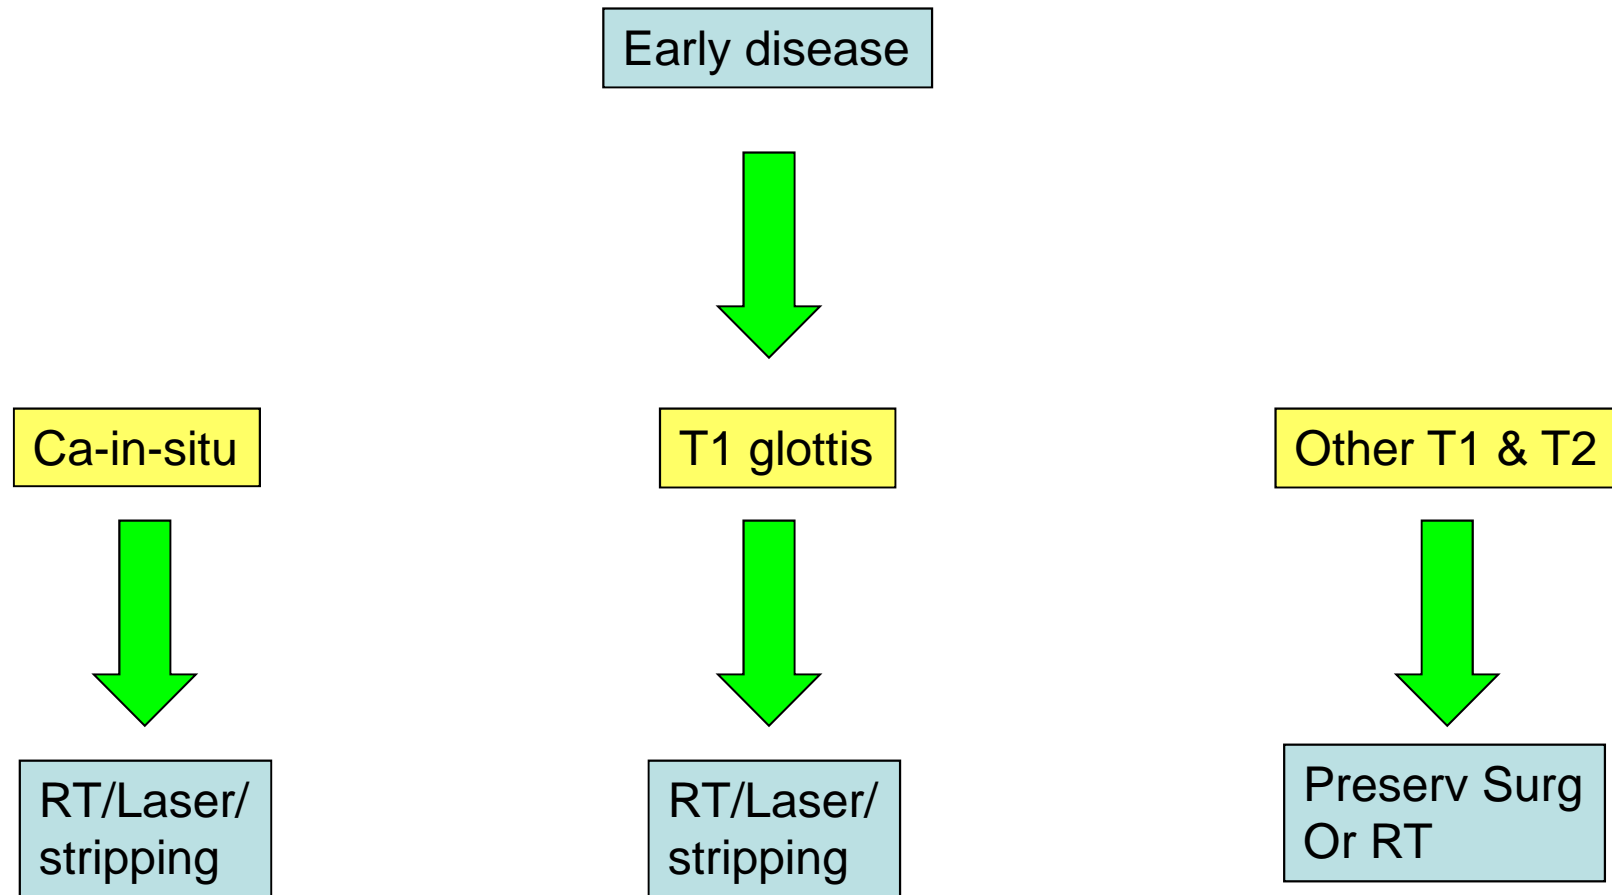 Early disease
Ca-in-situ
T1 glottis
Other T1 & T2
RT/Laser/
stripping
RT/Laser/
stripping
Preserv Surg
Or RT